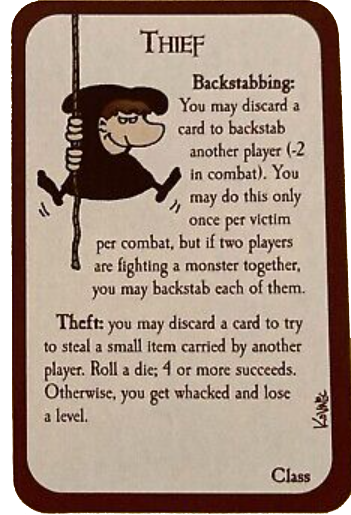 THIEF
Backstabbing:
You may discard a
card to backstab
another player (-2
in combat). You
may do this only
once per victim
per combat, but if two players
are fighting a monster together,
you may backstab each of them.
Theft: you may discard a card to try
to steal a small item carried by another
player. Roll a die; 4 or more succeeds.
Otherwise, you get whacked and lose
a level.
Kovalic
Class